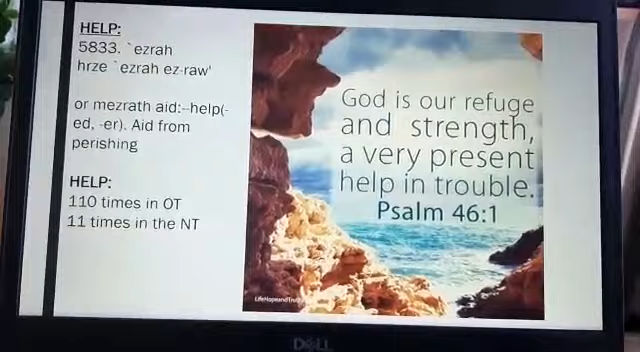 HELP:
5833. `ezrah
hrze `ezrah ez-raw'
or mezrath aid:--help(-
ed, -er). Aid from
perishing
HELP:
110 times in OT
11 times in the NT
God is our refuge
and strength,
a very present
help in trouble.
Psalm 46:1
DELL